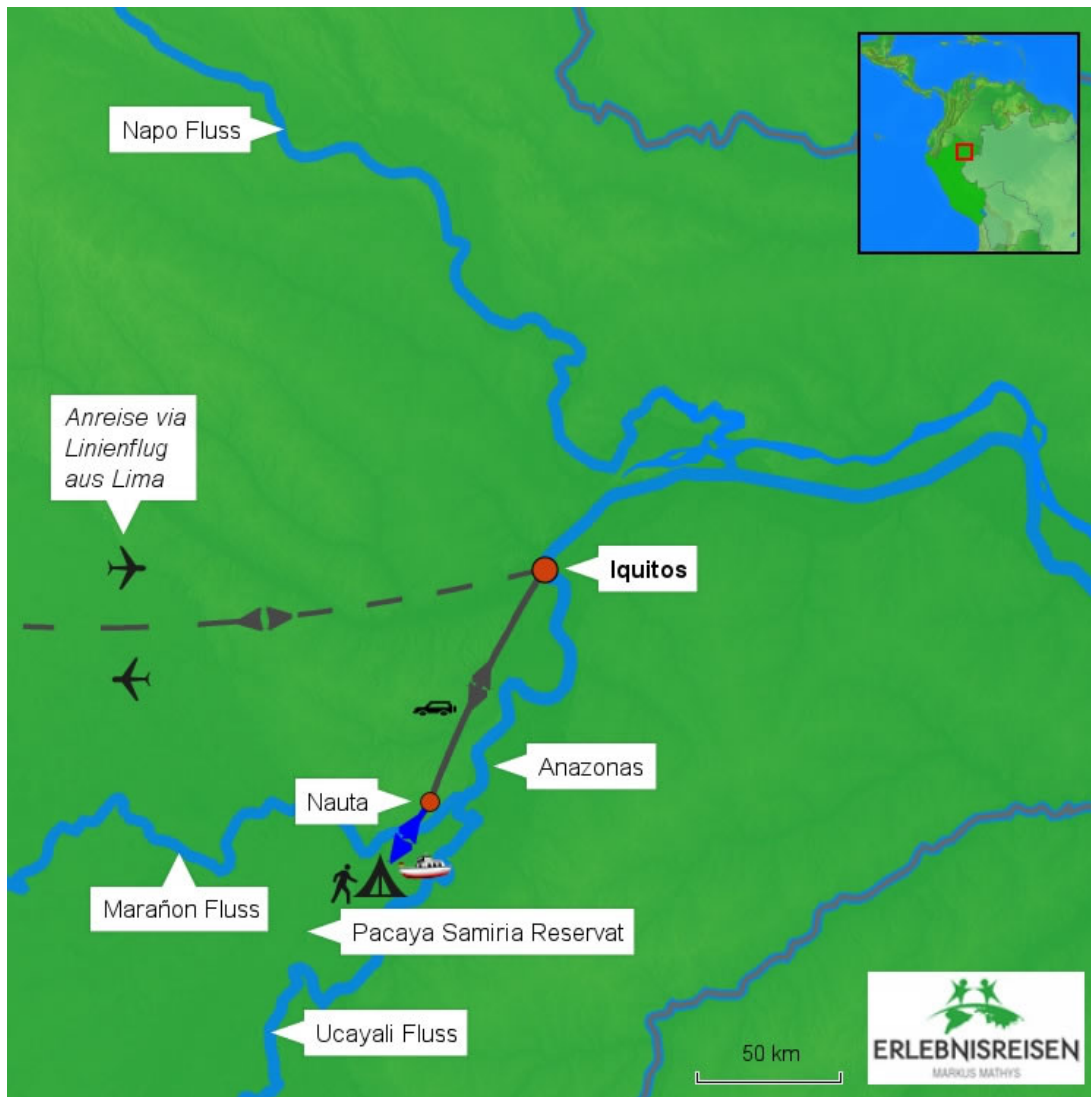 Napo Fluss
Anreise via
Linienflug
aus Lima
Iquitos
Anazonas
Nauta
Marañon Fluss
Pacaya Samiria Reservat
Ucayali Fluss
50 km
ERLEBNISREISEN
MARKUS MATHYS